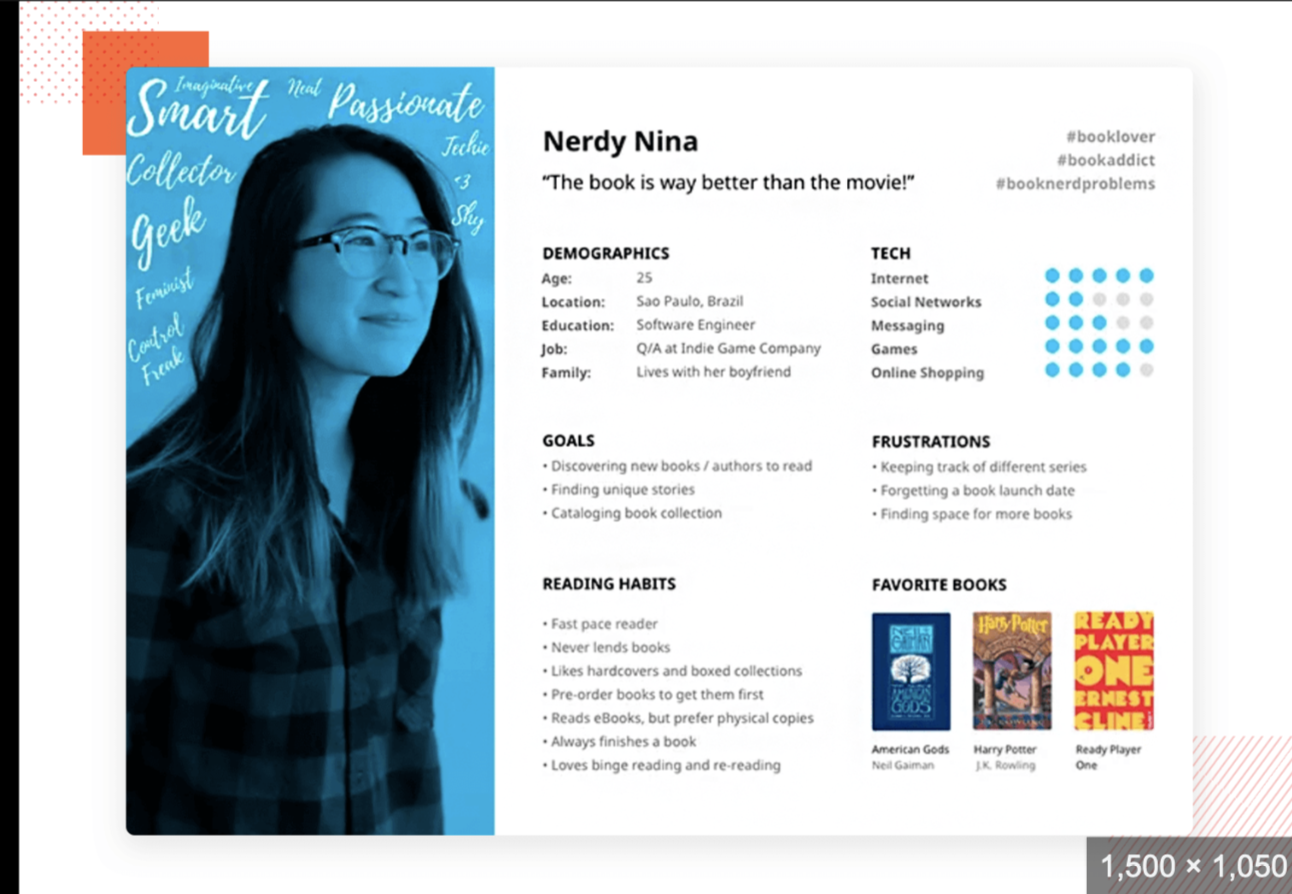 Imaginative
Neat
Smart
Passionate
Techie
Collector
<3
Geek
Shy
Feminist
Control
Freak
Nerdy Nina
“The book is way better than the movie!”
#booklover
#bookaddict
#booknerdproblems
DEMOGRAPHICS
Age: 25
Location: Sao Paulo, Brazil
Education: Software Engineer
Job: Q/A at Indie Game Company
Family: Lives with her boyfriend
TECH
Internet
Social Networks
Messaging
Games
Online Shopping
GOALS
• Discovering new books / authors to read
• Finding unique stories
• Cataloging book collection
FRUSTRATIONS
• Keeping track of different series
• Forgetting a book launch date
• Finding space for more books
READING HABITS
• Fast pace reader
• Never lends books
• Likes hardcovers and boxed collections
• Pre-order books to get them first
• Reads eBooks, but prefer physical copies
• Always finishes a book
• Loves binge reading and re-reading
FAVORITE BOOKS
NEIL
GAIMAN
AMERICAN
GODS
Harry Potter
READY
PLAYER
ONE
ERNEST
CLINE
American Gods
Neil Gaiman
Harry Potter
J.K. Rowling
Ready Player
One
1,500 × 1,050